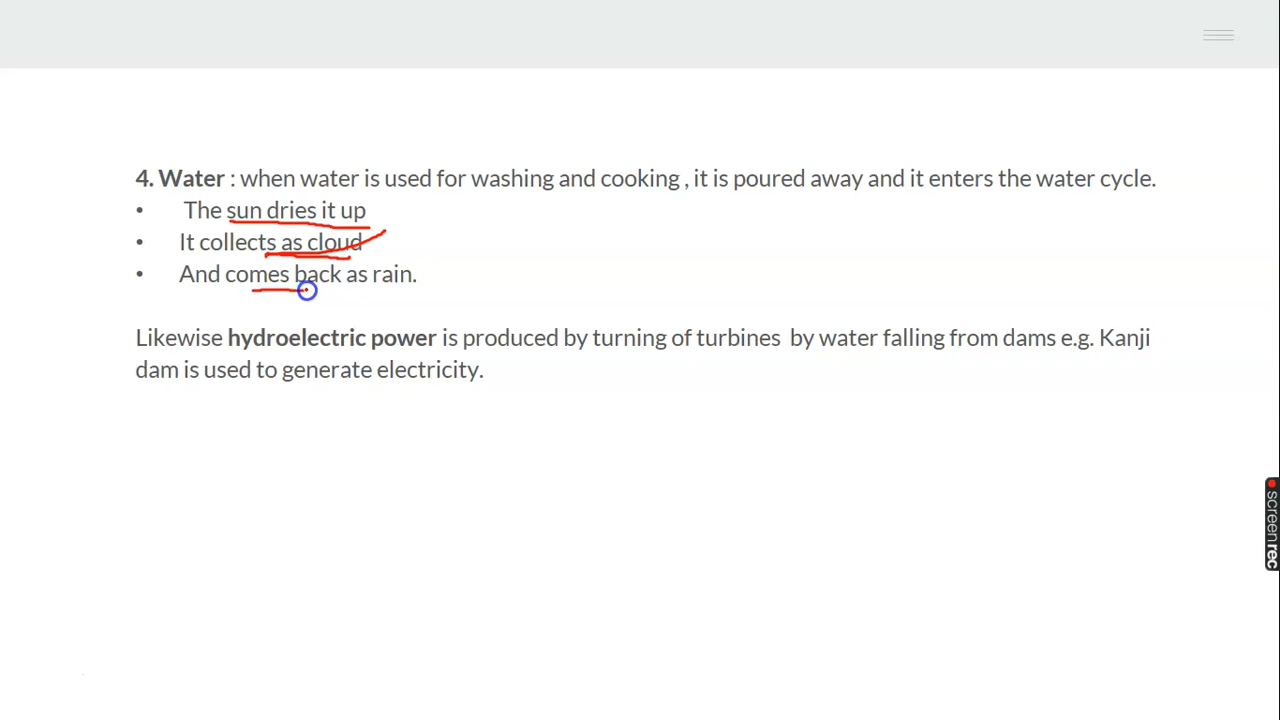 4. Water : when water is used for washing and cooking , it is poured away and it enters the water cycle.
• The sun dries it up
• It collects as cloud
• And comes back as rain.
Likewise hydroelectric power is produced by turning of turbines by water falling from dams e.g. Kanji
dam is used to generate electricity.
screenrec